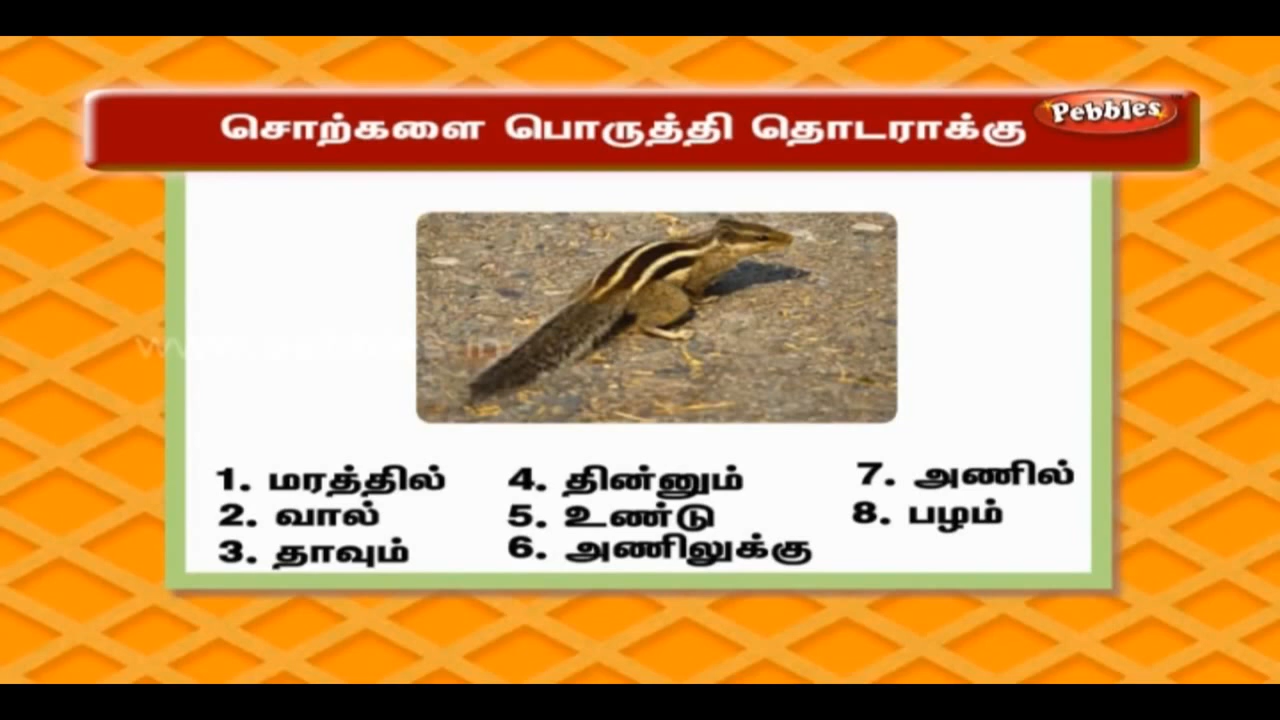 சொற்களை பொருத்தி தொடராக்கு
Pebbles
1. மரத்தில்
2. வால்
3. தாவும்
4. தின்னும்
5. உண்டு
6. அணிலுக்கு
7. அணில்
8. பழம்